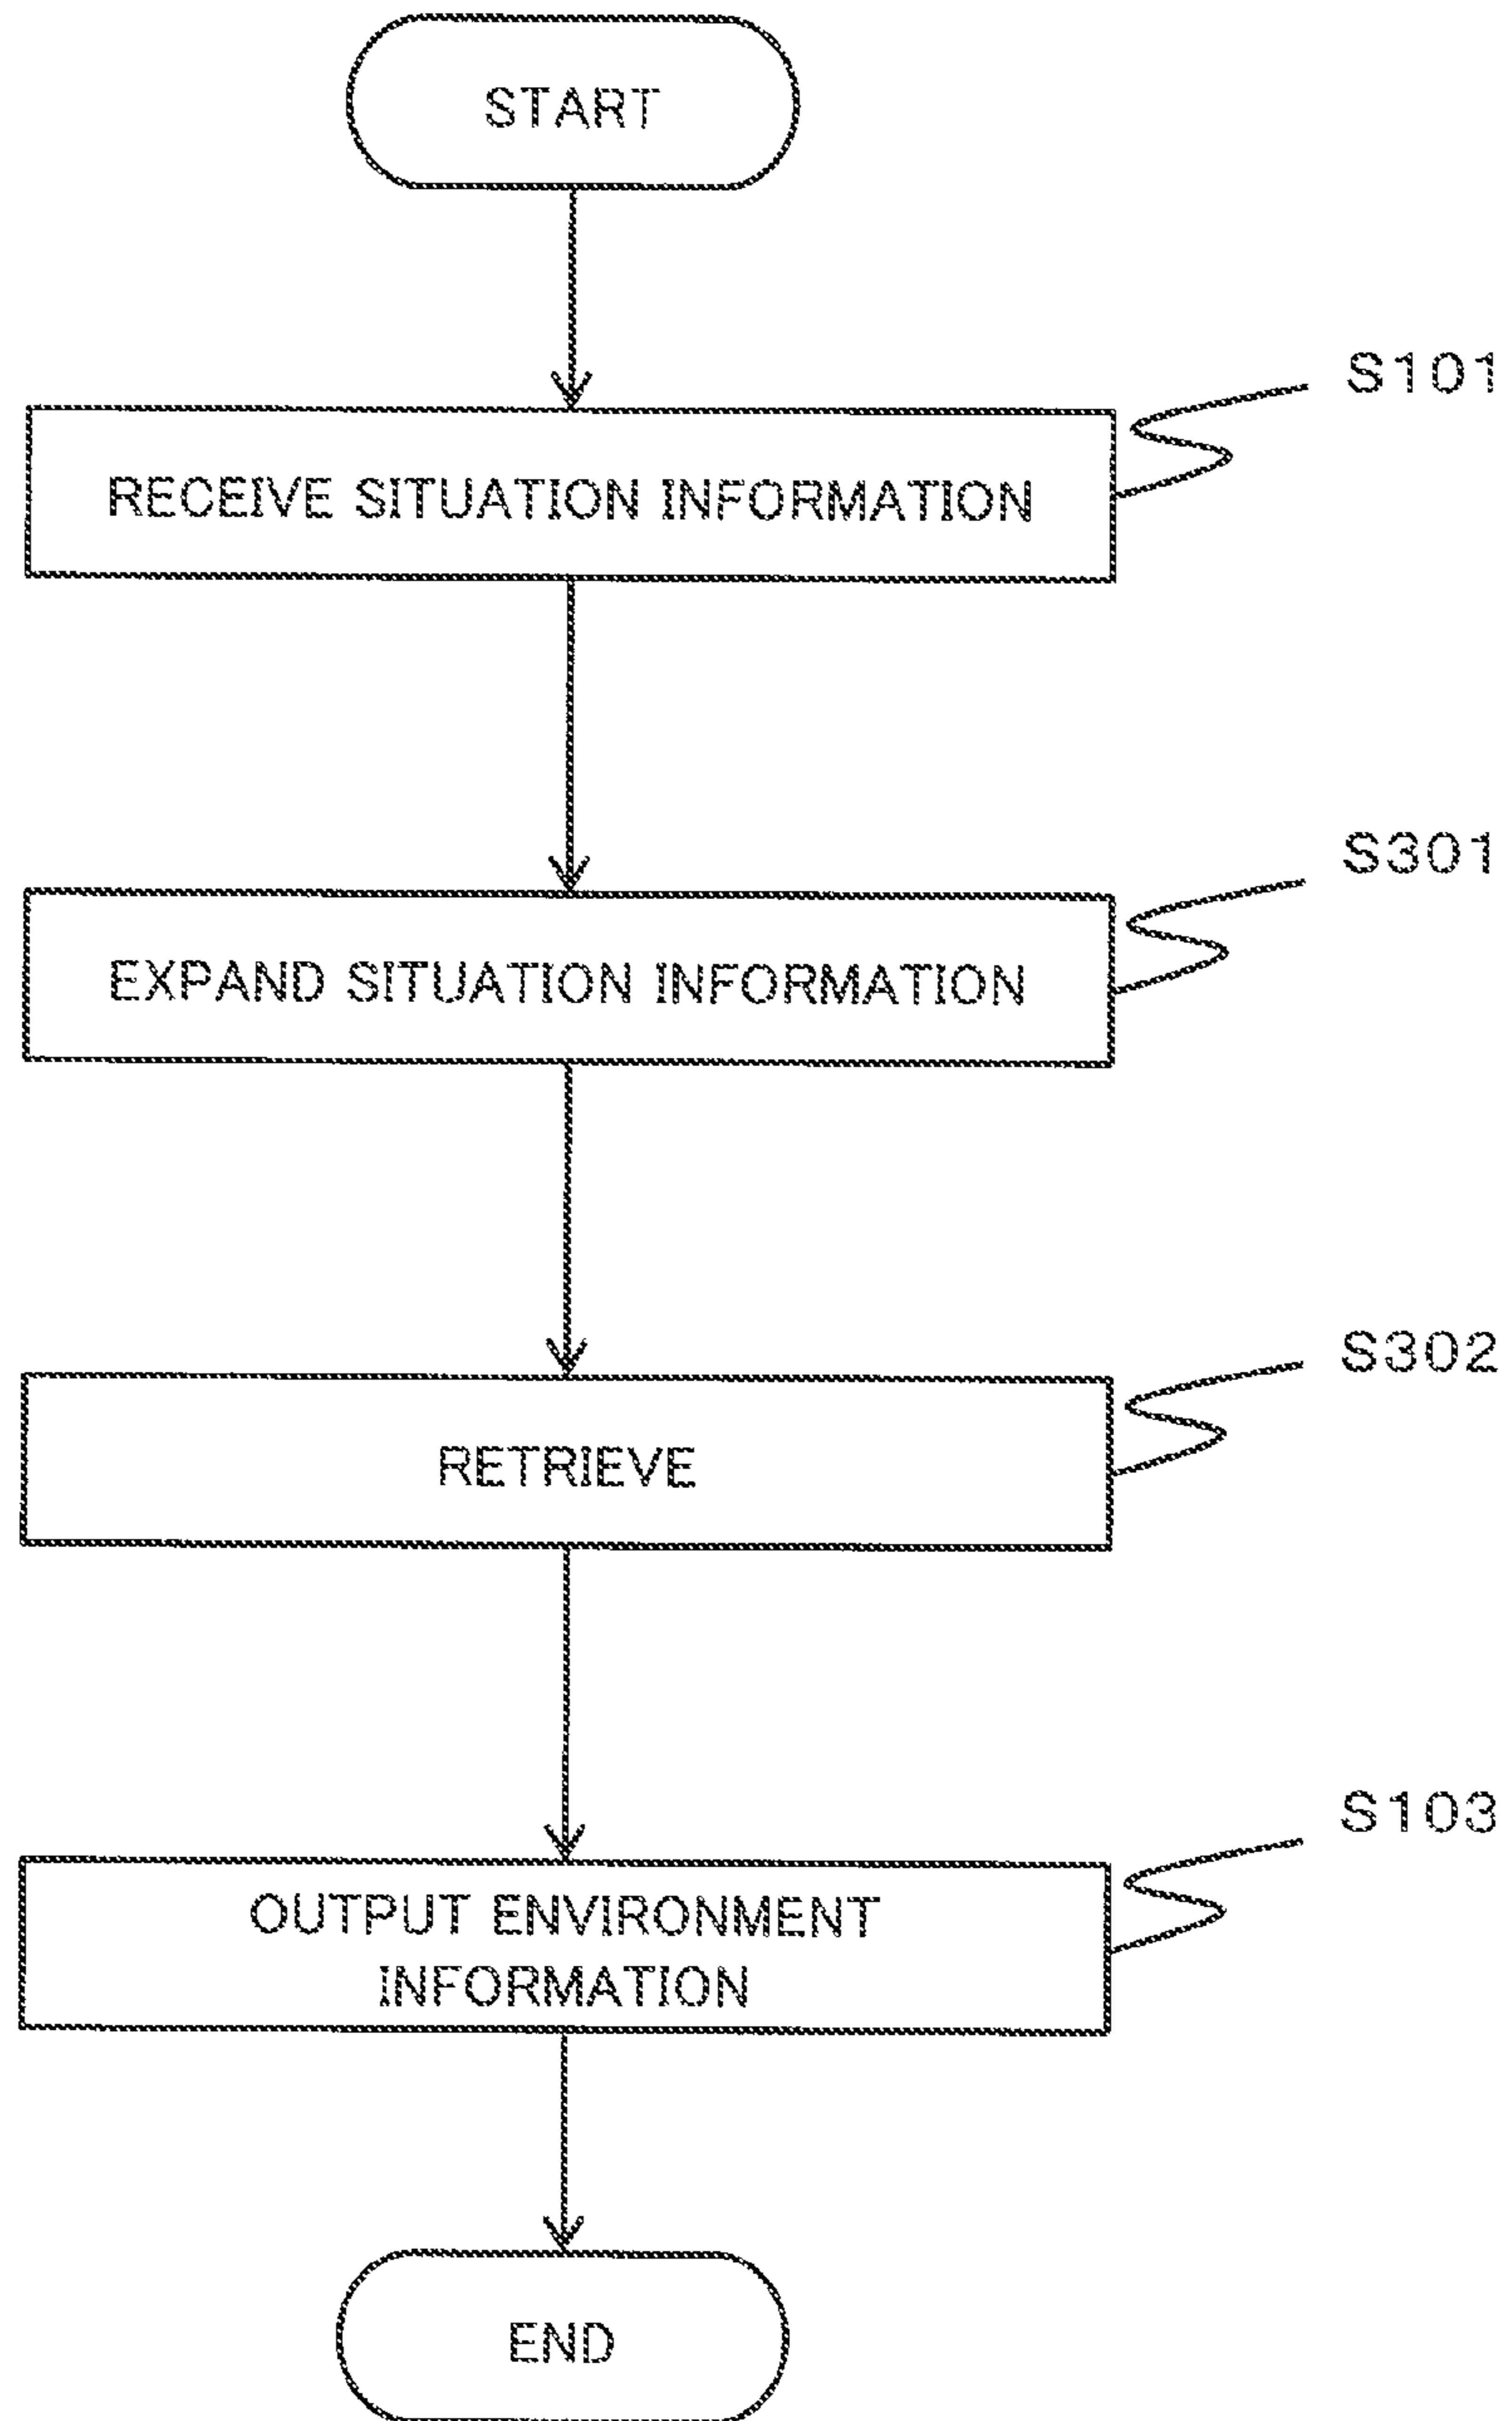 START
S101
RECEIVE SITUATION INFORMATION
S301
EXPAND SITUATION INFORMATION
S302
RETRIEVE
S103
OUTPUT ENVIRONMENT
INFORMATION
END